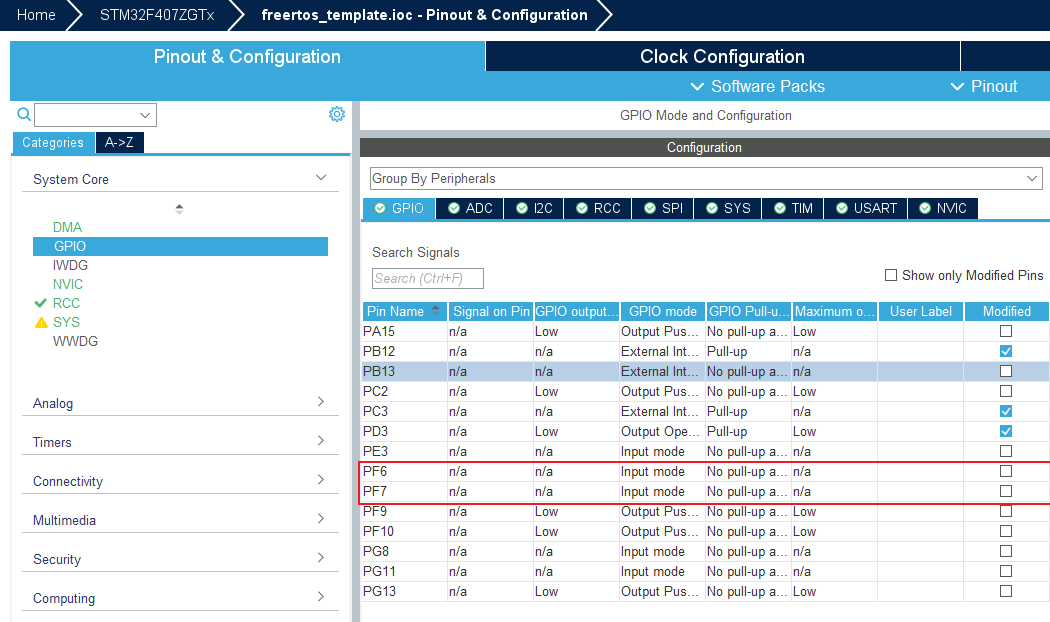 Home STM32F407ZGTx freertos_template.ioc - Pinout & Configuration
Pinout & Configuration Clock Configuration
Software Packs Pinout
GPIO Mode and Configuration
Categories A->Z
Configuration
System Core
Group By Peripherals
GPIO ADC I2C RCC SPI SYS TIM USART NVIC
DMA
GPIO
IWDG
NVIC
RCC
SYS
WWDG
Analog
Timers
Connectivity
Multimedia
Security
Computing
Search Signals
Search (Ctrl+F) Show only Modified Pins
Pin Name Signal on Pin GPIO output... GPIO mode GPIO Pull-u... Maximum o... User Label Modified
PA15 n/a Low Output Pus... No pull-up a... Low
PB12 n/a n/a External Int... Pull-up n/a
PB13 n/a n/a External Int... No pull-up a... n/a
PC2 n/a Low Output Pus... No pull-up a... Low
PC3 n/a n/a External Int... Pull-up n/a
PD3 n/a Low Output Ope... Pull-up Low
PE3 n/a n/a Input mode No pull-up a... n/a
PF6 n/a n/a Input mode No pull-up a... n/a
PF7 n/a n/a Input mode No pull-up a... n/a
PF9 n/a Low Output Pus... No pull-up a... Low
PF10 n/a Low Output Pus... No pull-up a... Low
PG8 n/a n/a Input mode No pull-up a... n/a
PG11 n/a n/a Input mode No pull-up a... n/a
PG13 n/a Low Output Pus... No pull-up a... Low